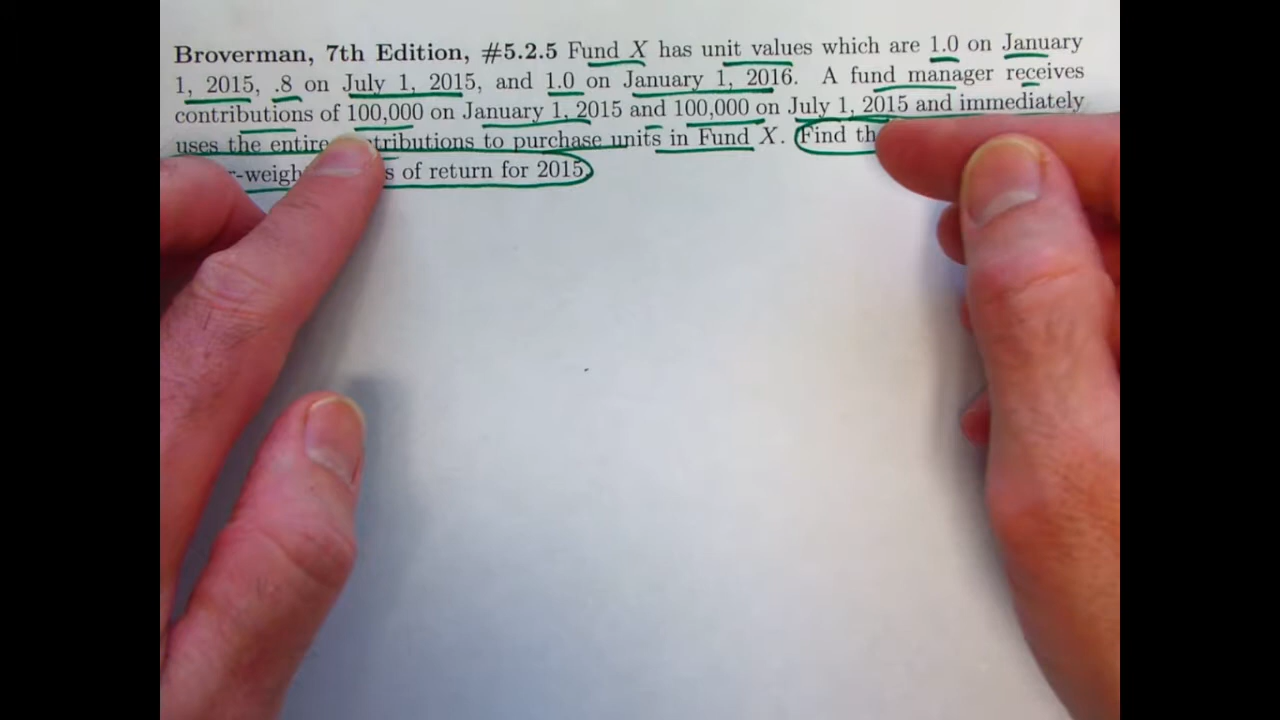 Broverman, 7th Edition, #5.2.5 Fund X has unit values which are 1.0 on January
1, 2015, .8 on July 1, 2015, and 1.0 on January 1, 2016. A fund manager receives
contributions of 100,000 on January 1, 2015 and 100,000 on July 1, 2015 and immediately
uses the entire contributions to purchase units in Fund X. Find
of return for 2015